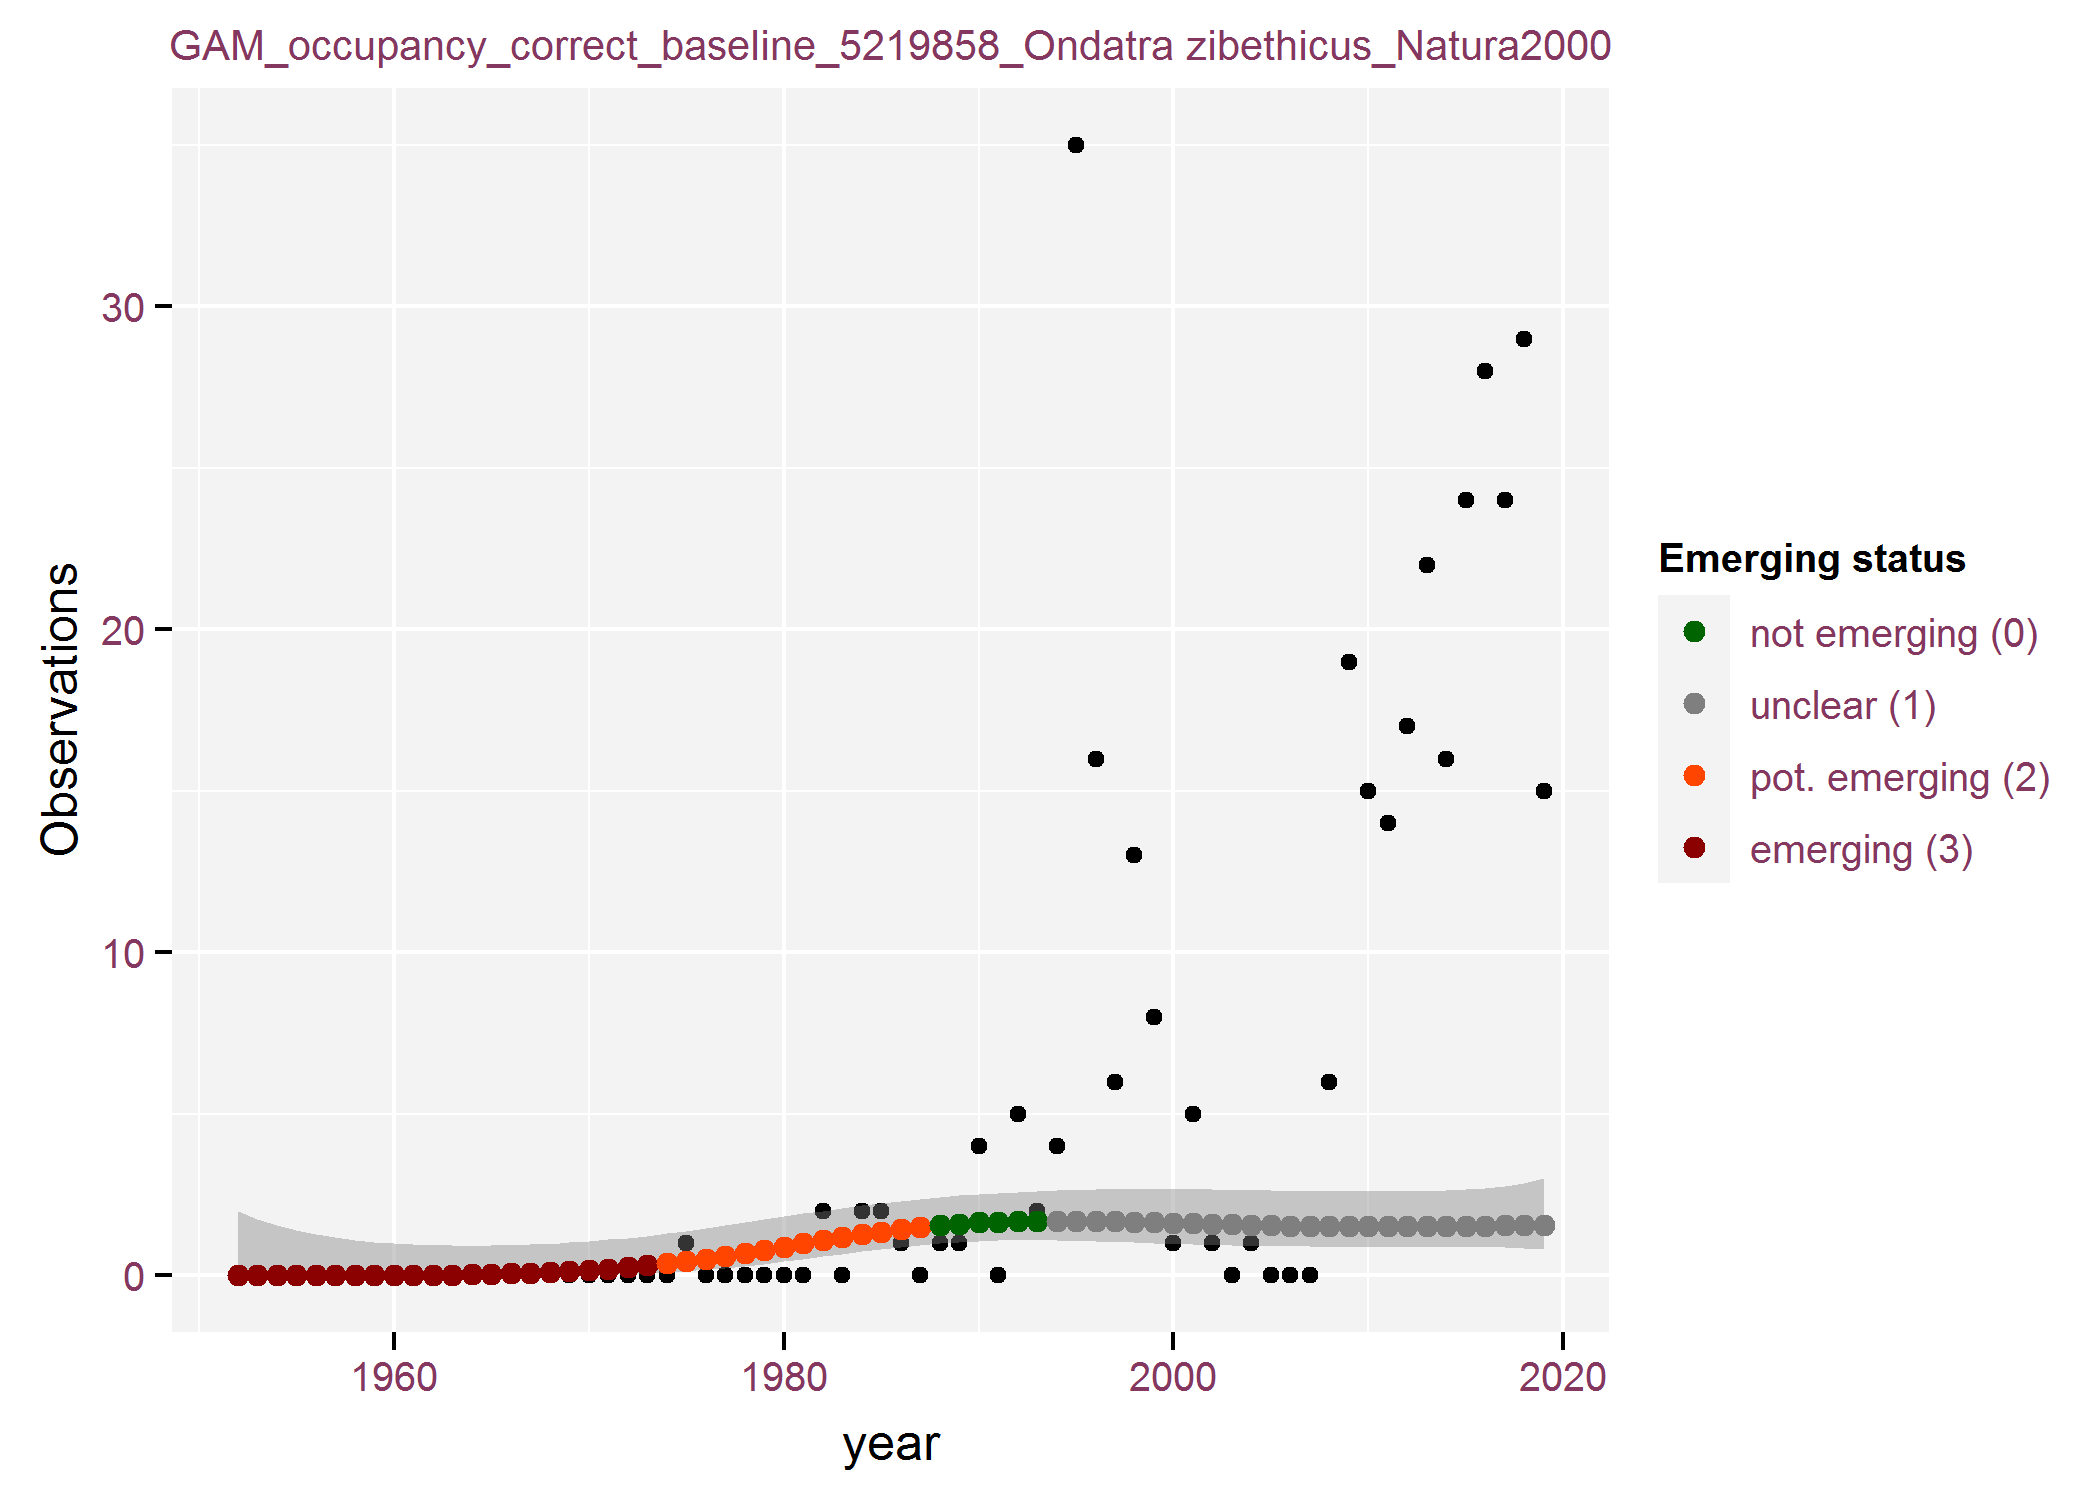 GAM_occupancy_correct_baseline_5219858_Ondatra zibethicus_Natura2000
Observations
30
20
10
0
1960
1980
2000
2020
year
Emerging status
not emerging (0)
unclear (1)
pot. emerging (2)
emerging (3)